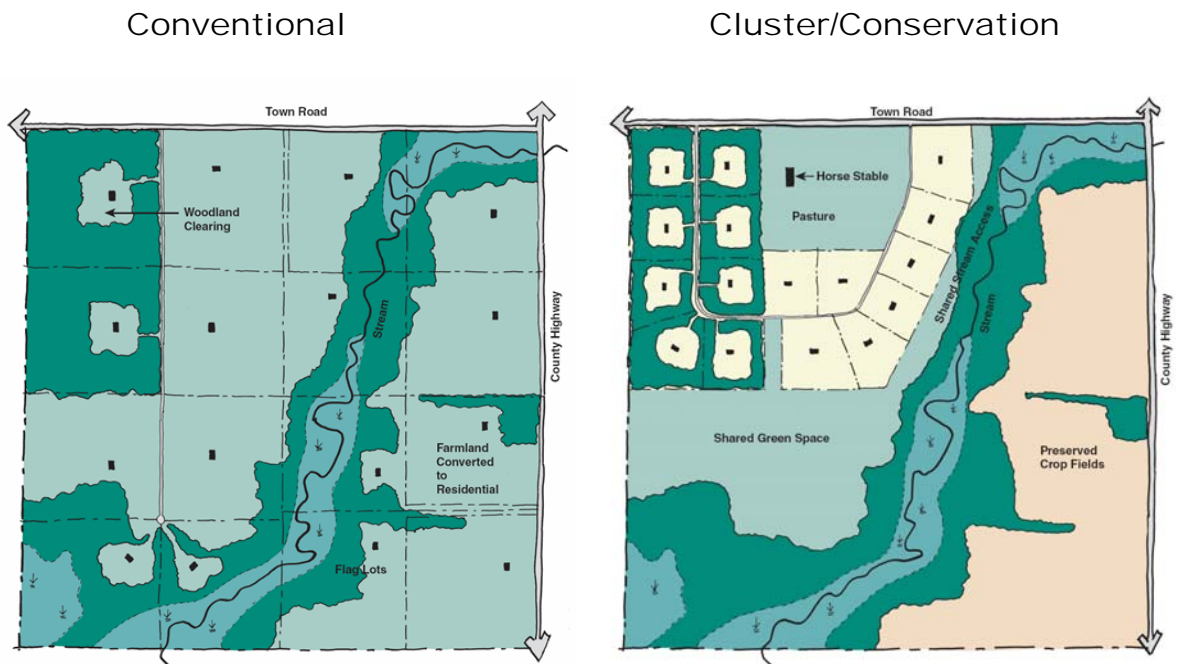 Conventional
Cluster/Conservation
Town Road
Woodland
Clearing
Stream
County Highway
Farmland
Converted
to
Residential
Flag Lots
Town Road
Horse Stable
Pasture
Shared Stream Access
Stream
County Highway
Shared Green Space
Preserved
Crop Fields